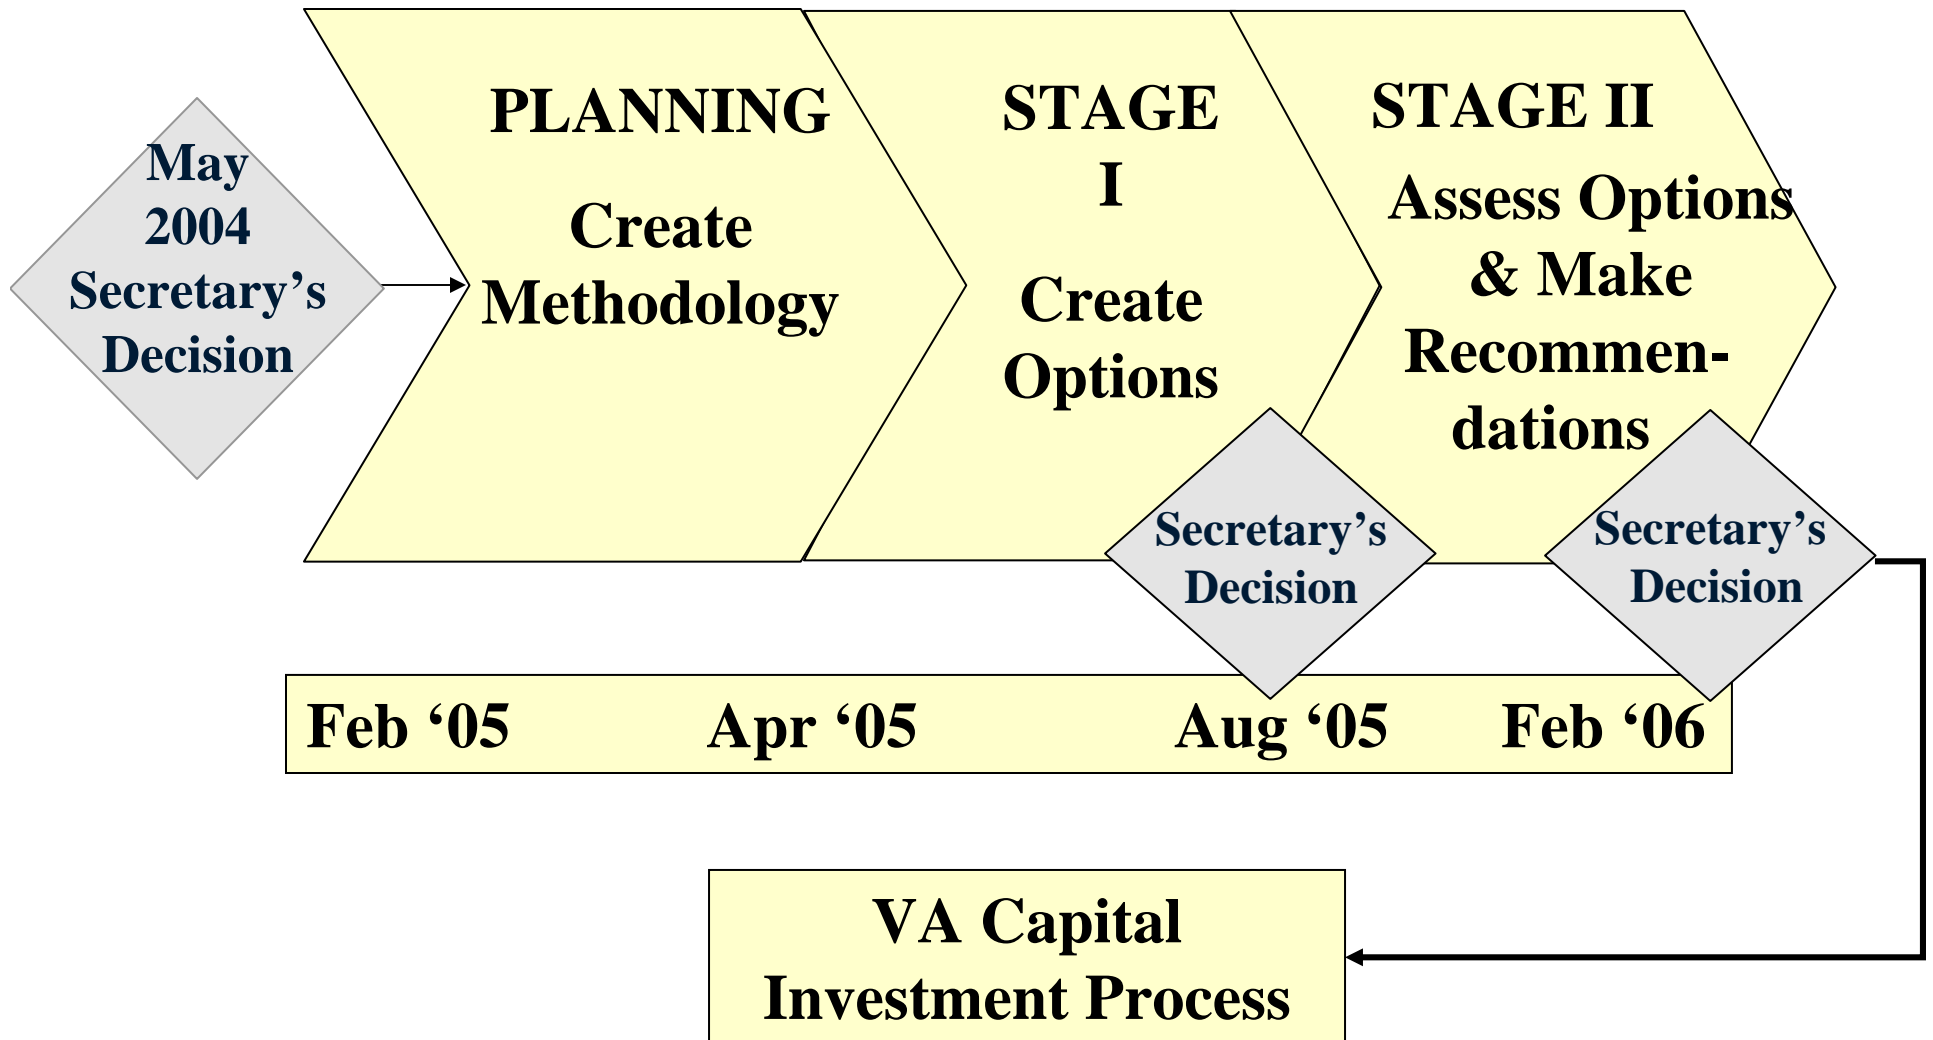 May
2004
Secretary’s
Decision
PLANNING
Create
Methodology
STAGE
I
Create
Options
STAGE II
Assess Options
& Make
Recommen-
dations
Secretary’s
Decision
Secretary’s
Decision
Feb ‘05 Apr ‘05 Aug ‘05 Feb ‘06
VA Capital
Investment Process